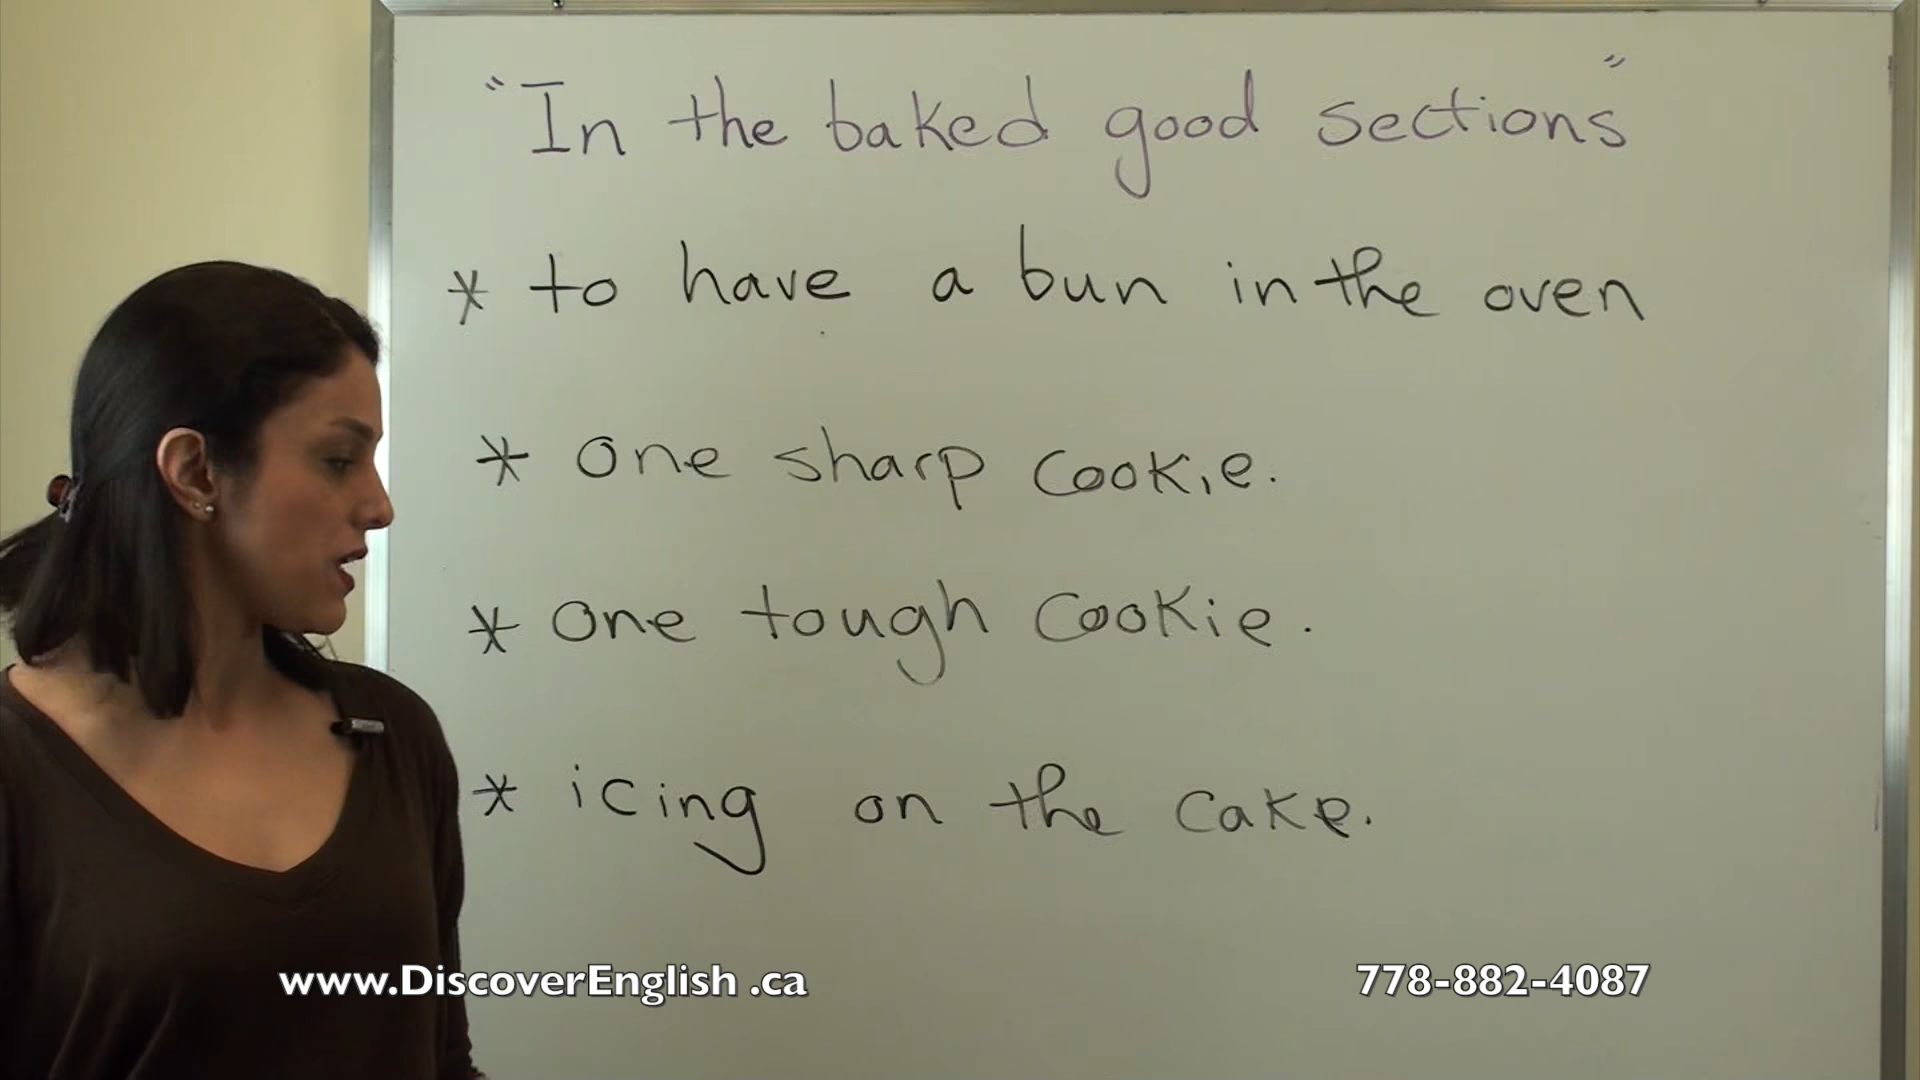 "In the baked good sections"
* to have a bun in the oven
* one sharp cookie.
* one tough cookie.
* icing on the cake.
www.DiscoverEnglish .ca
778-882-4087